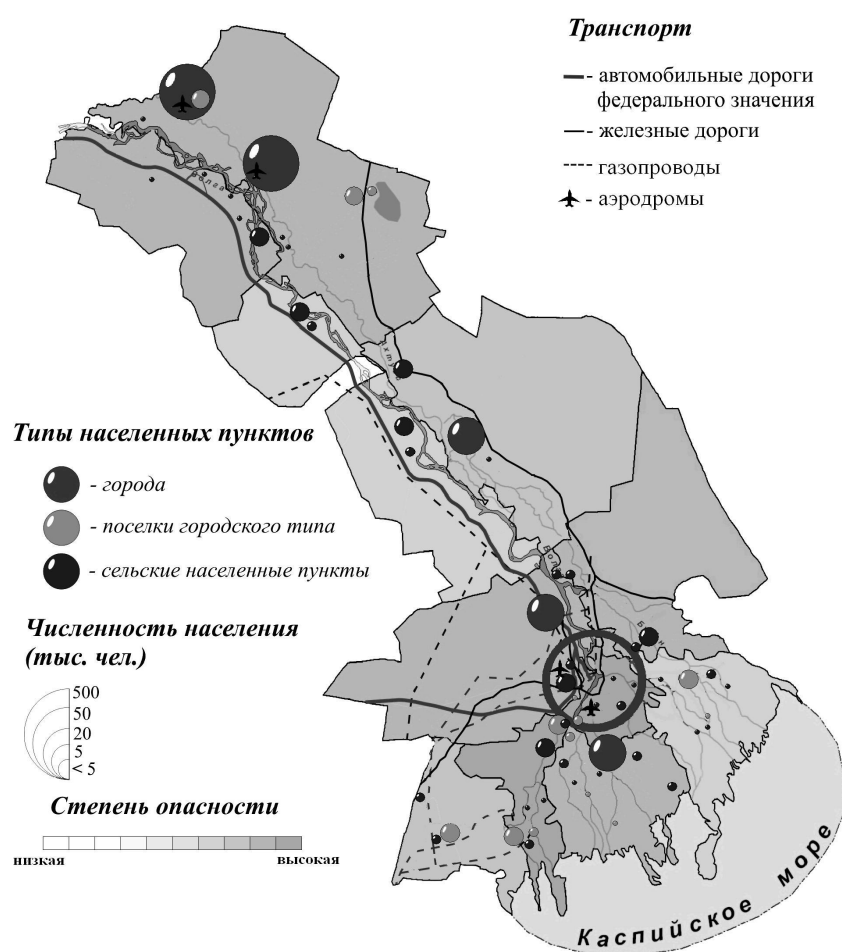 Транспорт
- автомобильные дороги
федерального значения
- железные дороги
- газопроводы
- аэродромы
Волга
Типы населенных пунктов
- города
- поселки городского типа
- сельские населенные пункты
Численность населения
(тыс. чел.)
500
50
20
5
< 5
Степень опасности
низкая
высокая
Каспийское море